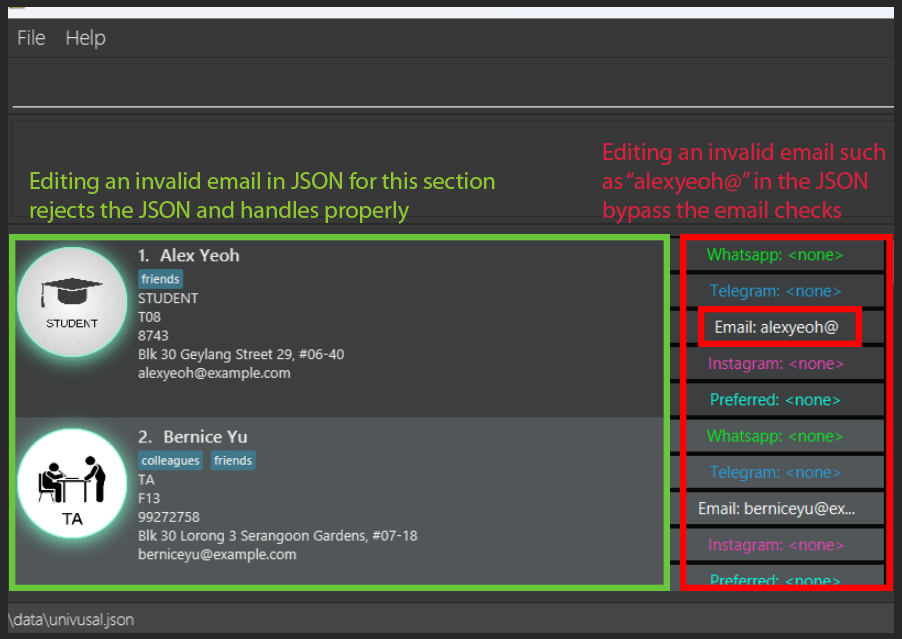 File Help
Editing an invalid email in JSON for this section
rejects the JSON and handles properly
Editing an invalid email such
as “alexyeoh@” in the JSON
bypass the email checks
STUDENT
1. Alex Yeoh
friends
STUDENT
T08
8743
Blk 30 Geylang Street 29, #06-40
alexyeoh@example.com
Whatsapp: <none>
Telegram: <none>
Email: alexyeoh@
Instagram: <none>
Preferred: <none>
TA
2. Bernice Yu
colleagues friends
TA
F13
99272758
Blk 30 Lorong 3 Serangoon Gardens, #07-18
berniceyu@example.com
Whatsapp: <none>
Telegram: <none>
Email: berniceyu@ex...
Instagram: <none>
Preferred: <none>
\data\univusal.json